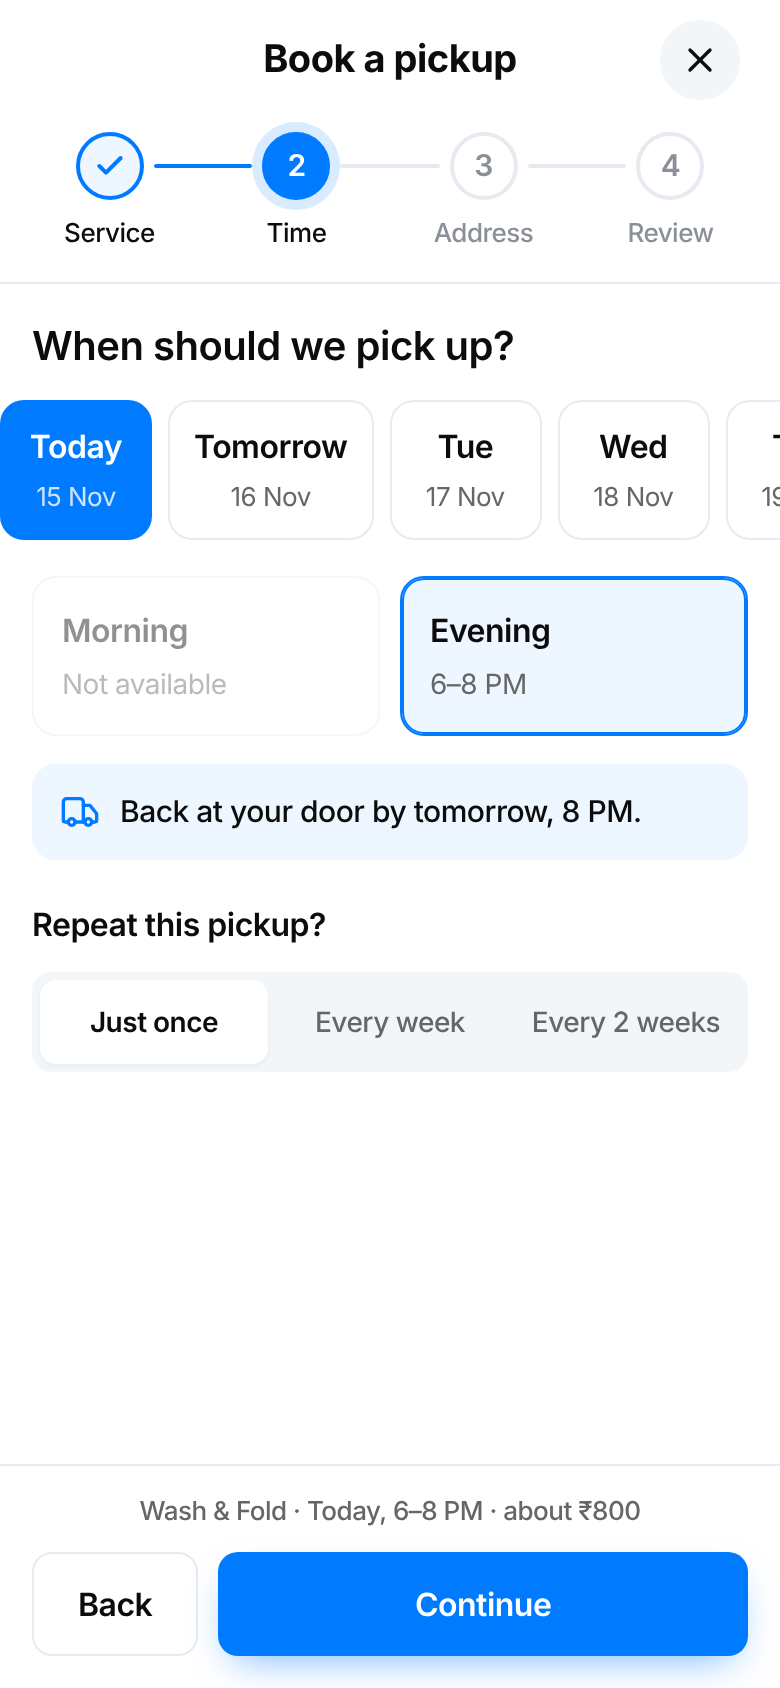 Book a pickup
2
3
4
Service
Time
Address
Review
When should we pick up?
Today
15 Nov
Tomorrow
16 Nov
Tue
17 Nov
Wed
18 Nov
Morning
Not available
Evening
6–8 PM
Back at your door by tomorrow, 8 PM.
Repeat this pickup?
Just once
Every week
Every 2 weeks
Wash & Fold · Today, 6–8 PM · about ₹800
Back
Continue